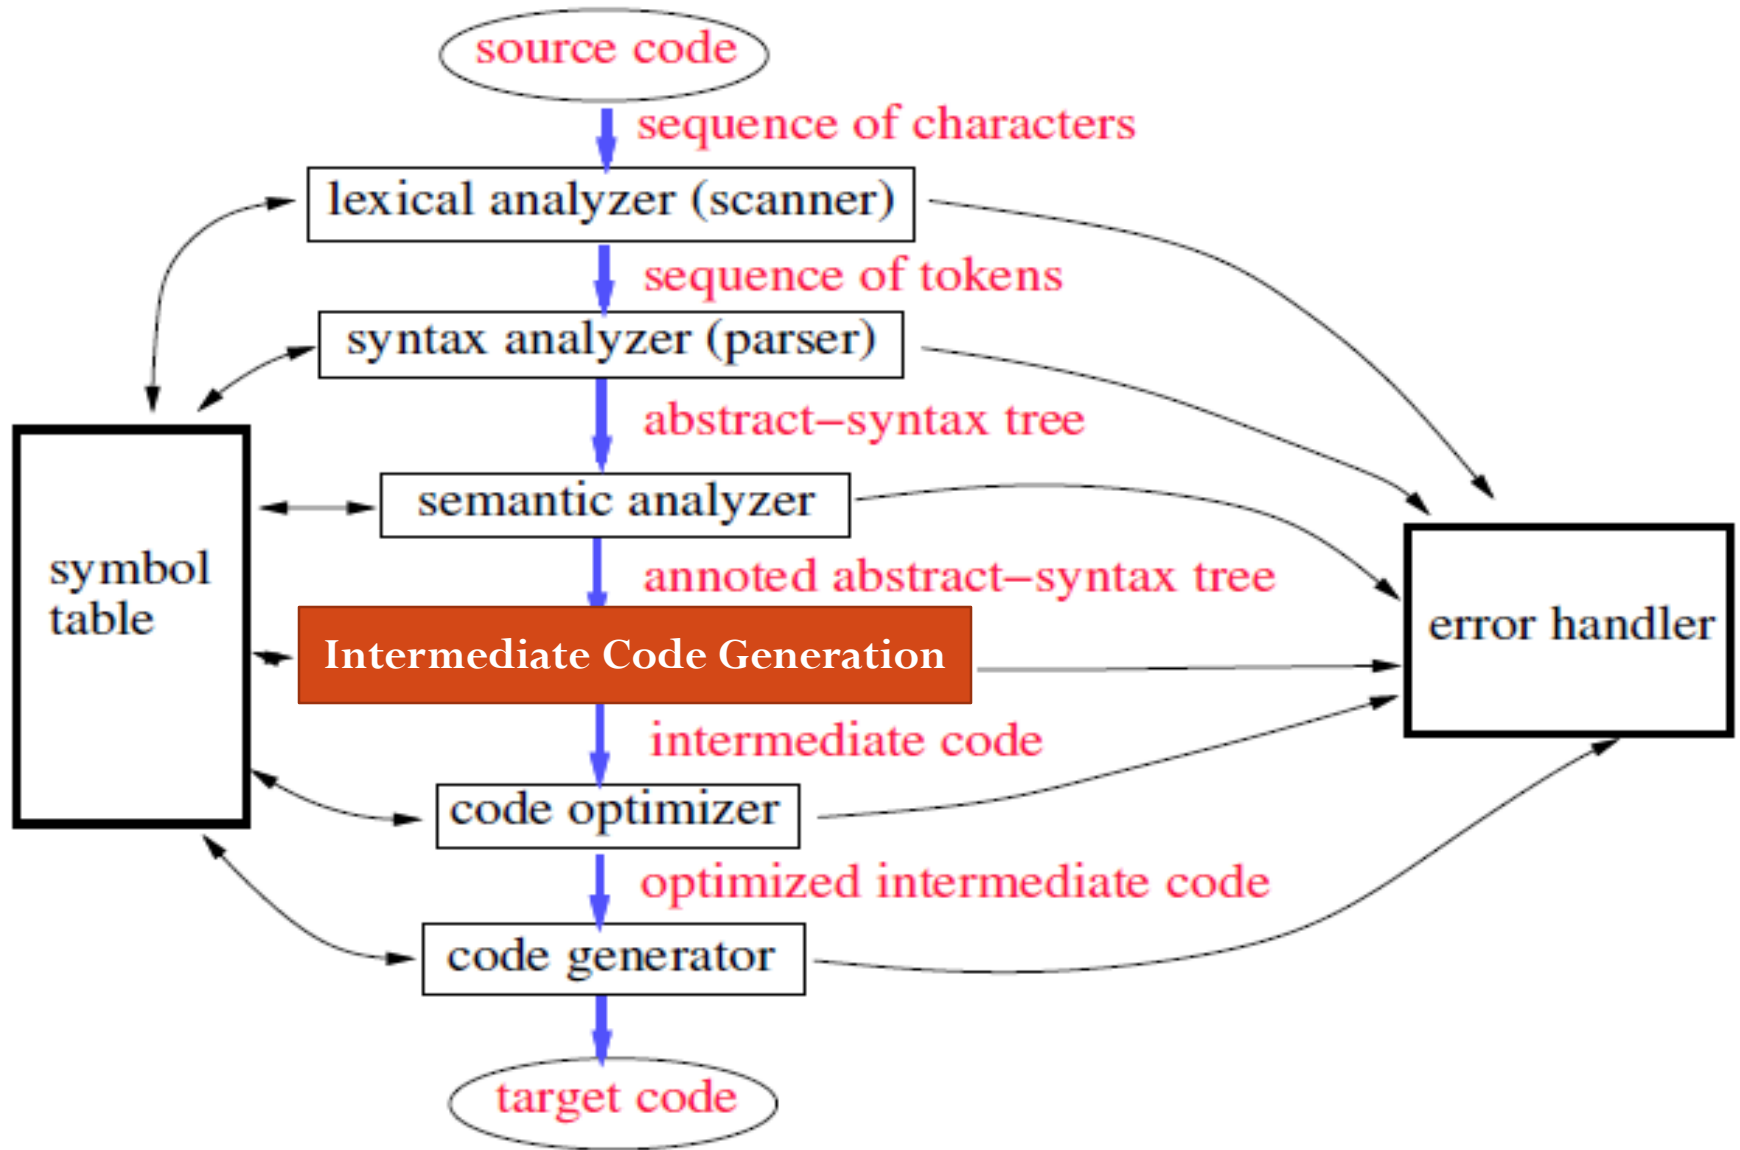 source code
sequence of characters
lexical analyzer (scanner)
sequence of tokens
syntax analyzer (parser)
abstract−syntax tree
semantic analyzer
annoted abstract−syntax tree
symbol
table
Intermediate Code Generation
error handler
intermediate code
code optimizer
optimized intermediate code
code generator
target code